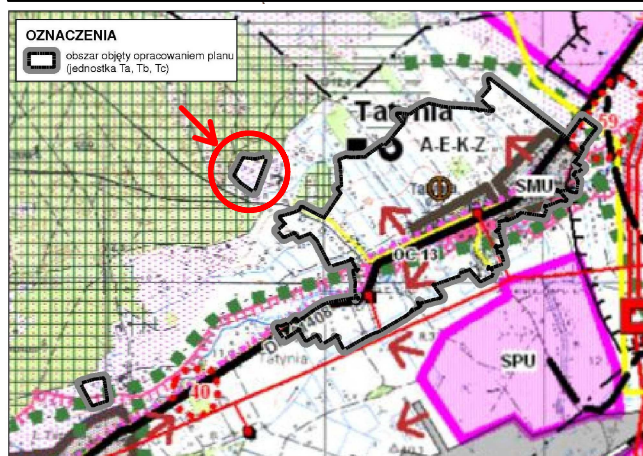 OZNACZENIA
obszar objęty opracowaniem planu
(jednostka Ta, Tb, Tc)
Tatynia
A-E-K-Z
59
SMU
OC 13
Tatynia
SPU
40